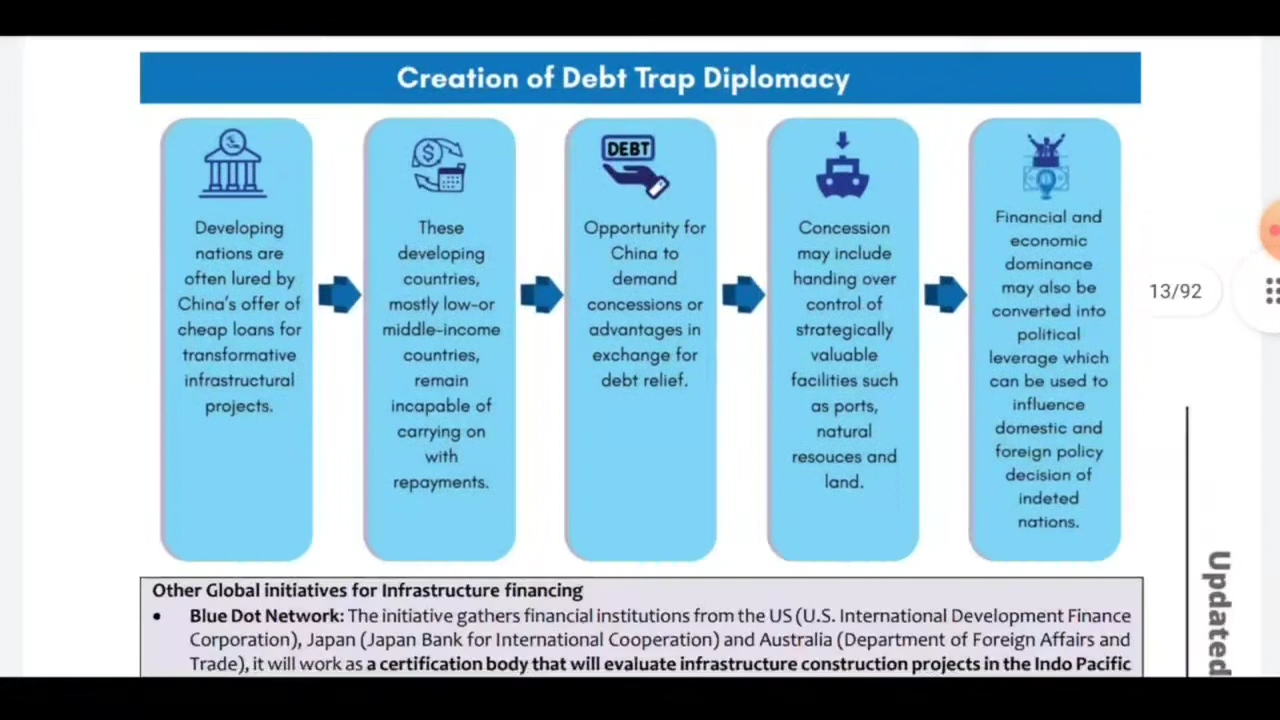 Creation of Debt Trap Diplomacy
Developing
nations are
often lured by
China's offer of
cheap loans for
transformative
infrastructural
projects.
These
developing
countries,
mostly low-or
middle-income
countries,
remain
incapable of
carrying on
with
repayments.
DEBT
Opportunity for
China to
demand
concessions or
advantages in
exchange for
debt relief.
Concession
may include
handing over
control of
strategically
valuable
facilities such
as ports,
natural
resouces and
land.
Financial and
economic
dominance
may also be
converted into
political
leverage which
can be used to
influence
domestic and
foreign policy
decision of
indeted
nations.
13/92
Other Global initiatives for Infrastructure financing
• Blue Dot Network: The initiative gathers financial institutions from the US (U.S. International Development Finance
Corporation), Japan (Japan Bank for International Cooperation) and Australia (Department of Foreign Affairs and
Trade), it will work as a certification body that will evaluate infrastructure construction projects in the Indo Pacific
Updated